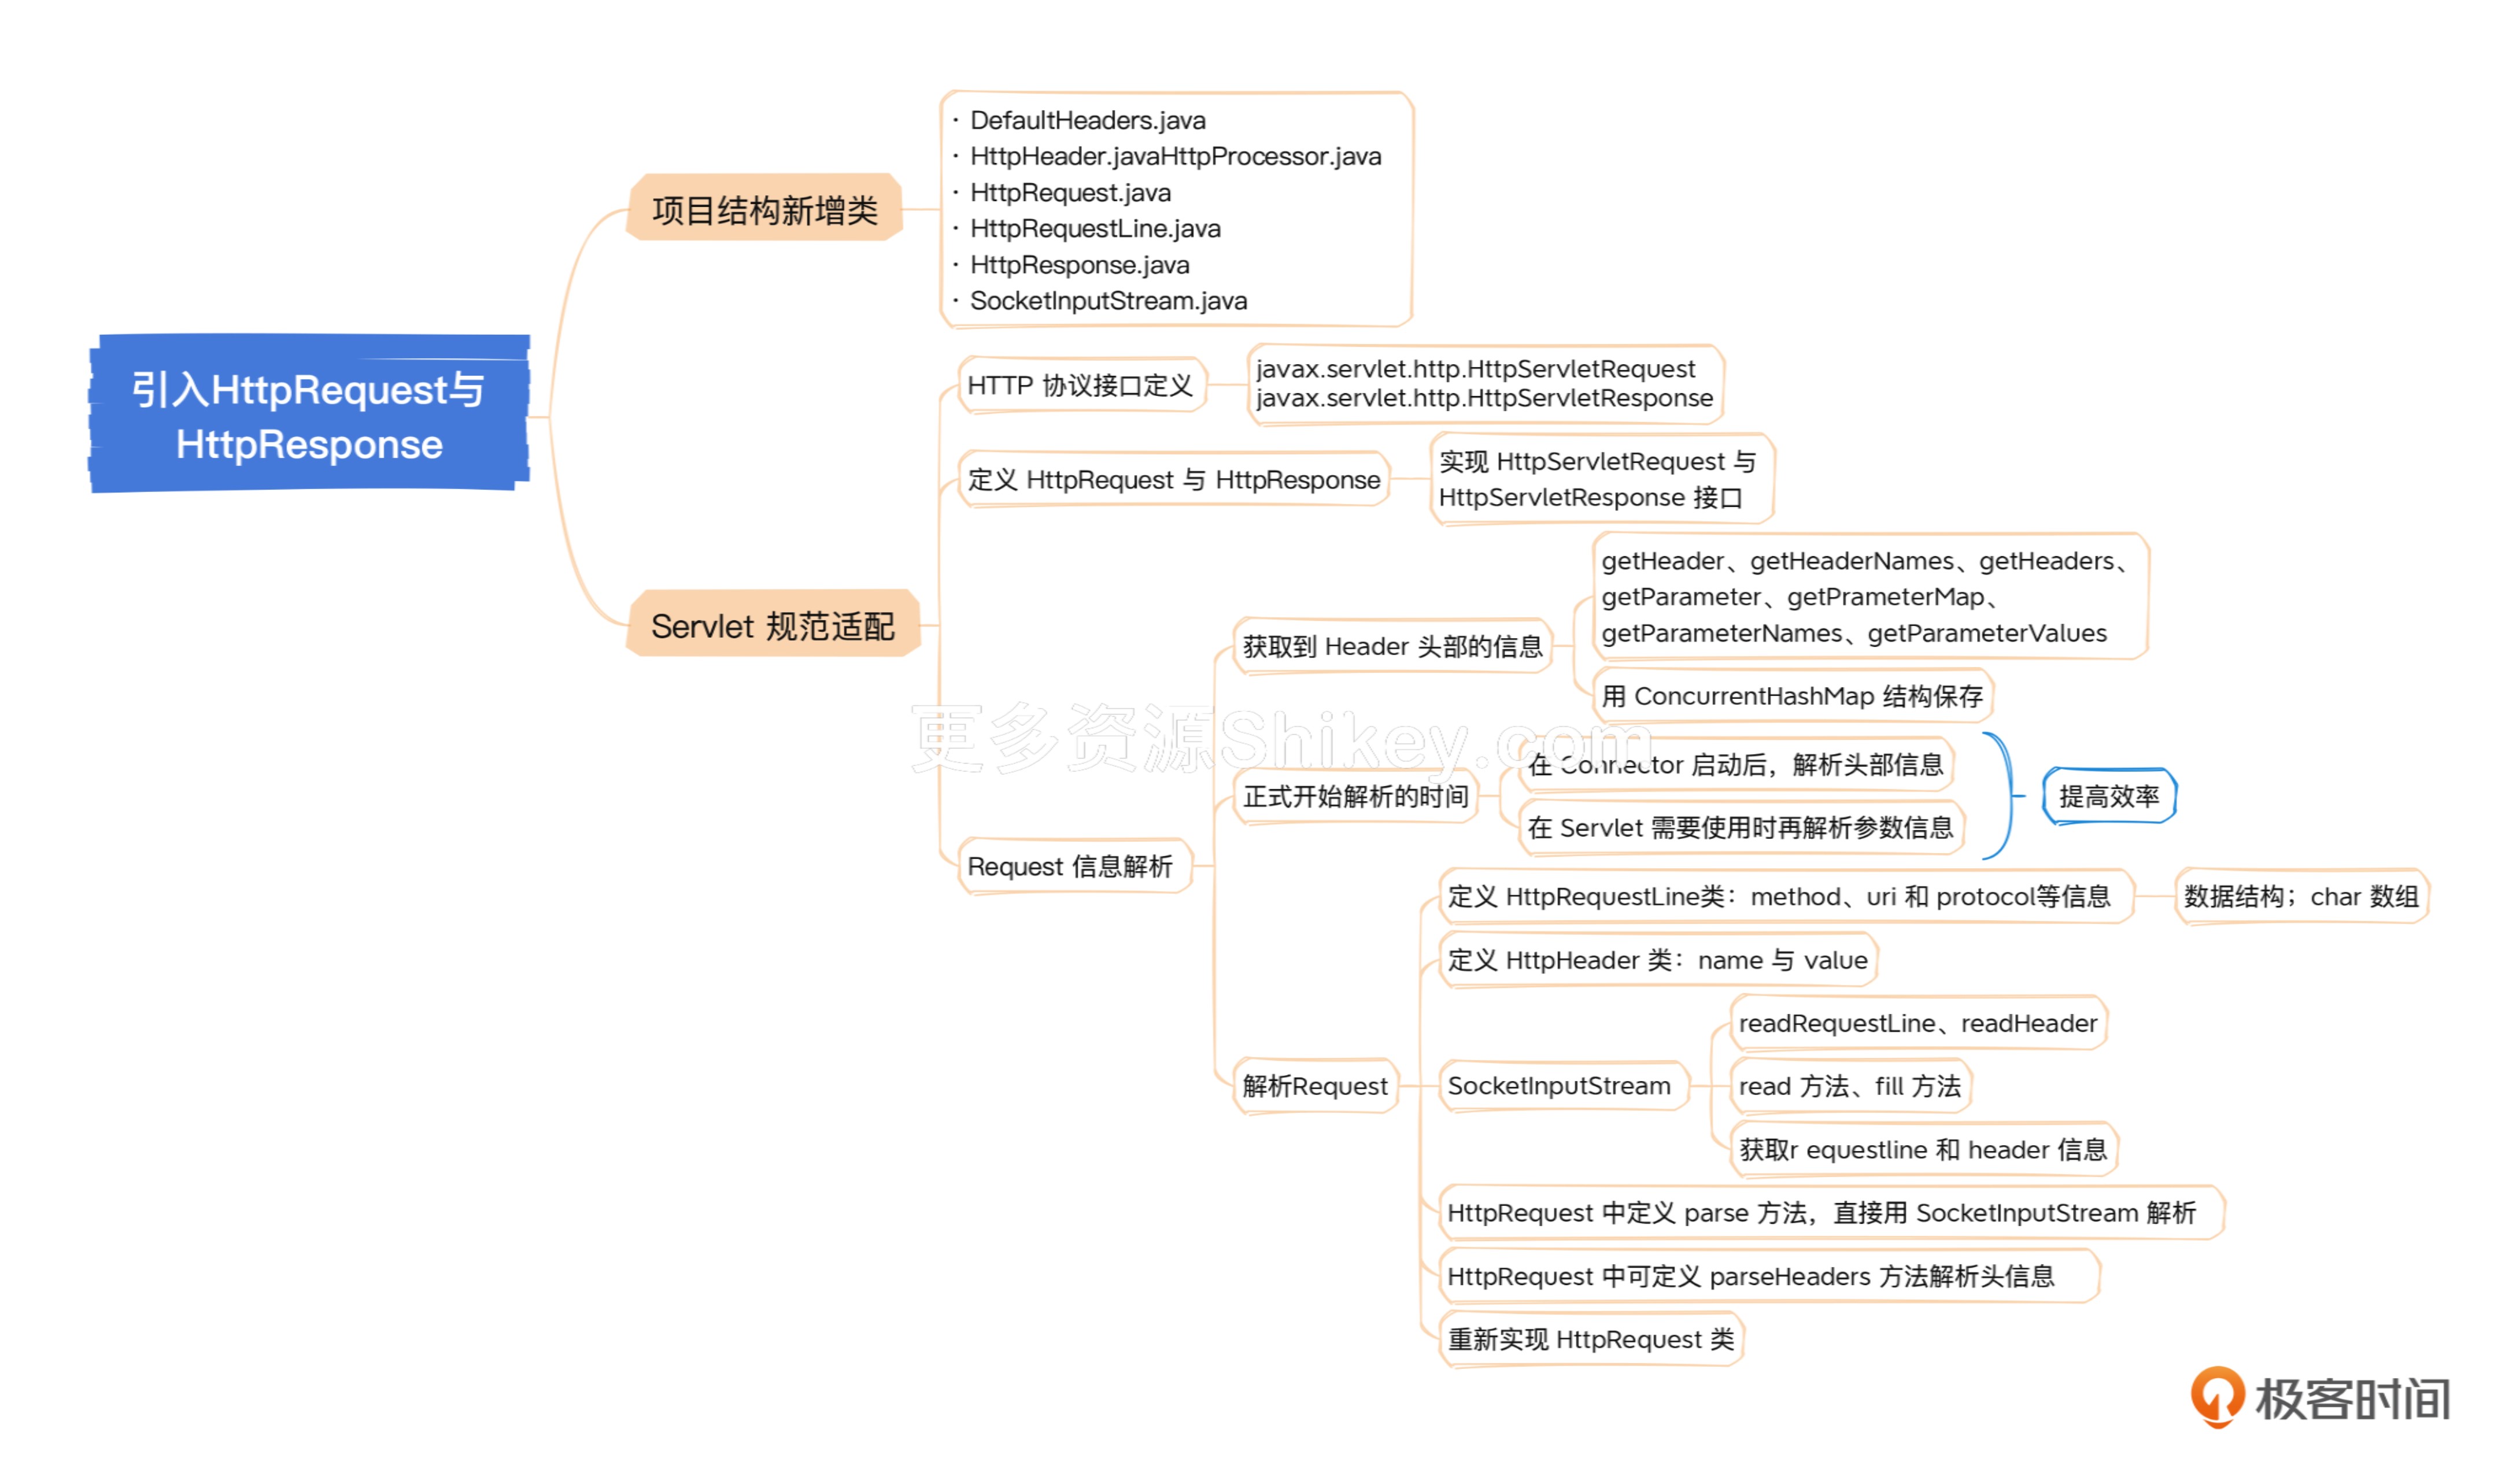 引入HttpRequest与
HttpResponse
项目结构新增类
· DefaultHeaders.java
· HttpHeader.javaHttpProcessor.java
· HttpRequest.java
· HttpRequestLine.java
· HttpResponse.java
· SocketInputStream.java
Servlet 规范适配
HTTP 协议接口定义
javax.servlet.http.HttpServletRequest
javax.servlet.http.HttpServletResponse
定义 HttpRequest 与 HttpResponse
实现 HttpServletRequest 与
HttpServletResponse 接口
Request 信息解析
获取到 Header 头部的信息
getHeader、getHeaderNames、getHeaders、
getParameter、getPrameterMap、
getParameterNames、getParameterValues
用 ConcurrentHashMap 结构保存
更多资源Shikey.com
正式开始解析的时间
在 Connector 启动后，解析头部信息
在 Servlet 需要使用时再解析参数信息
提高效率
解析Request
定义 HttpRequestLine类：method、uri 和 protocol等信息
数据结构；char 数组
定义 HttpHeader 类：name 与 value
SocketInputStream
readRequestLine、readHeader
read 方法、fill 方法
获取r equestline 和 header 信息
HttpRequest 中定义 parse 方法，直接用 SocketInputStream 解析
HttpRequest 中可定义 parseHeaders 方法解析头信息
重新实现 HttpRequest 类
极客时间